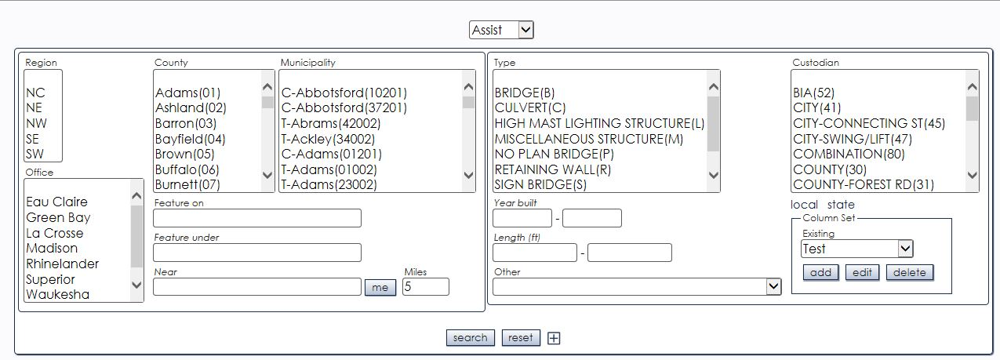 Assist
Region
NC
NE
NW
SE
SW
Office
Eau Claire
Green Bay
La Crosse
Madison
Rhinelander
Superior
Waukesha
County
Adams(01)
Ashland(02)
Barron(03)
Bayfield(04)
Brown(05)
Buffalo(06)
Burnett(07)
Municipality
C-Abbotsford(10201)
C-Abbotsford(37201)
T-Abrams(42002)
T-Ackley(34002)
C-Adams(01201)
T-Adams(01002)
T-Adams(23002)
Feature on
Feature under
Near
me
Miles
5
Type
BRIDGE(B)
CULVERT(C)
HIGH MAST LIGHTING STRUCTURE(L)
MISCELLANEOUS STRUCTURE(M)
NO PLAN BRIDGE(P)
RETAINING WALL(R)
SIGN BRIDGE(S)
Year built
-
Length (ft)
-
Other
Custodian
BIA(52)
CITY(41)
CITY-CONNECTING ST(45)
CITY-SWING/LIFT(47)
COMBINATION(80)
COUNTY(30)
COUNTY-FOREST RD(31)
local state
Column Set
Existing
Test
add edit delete
search reset